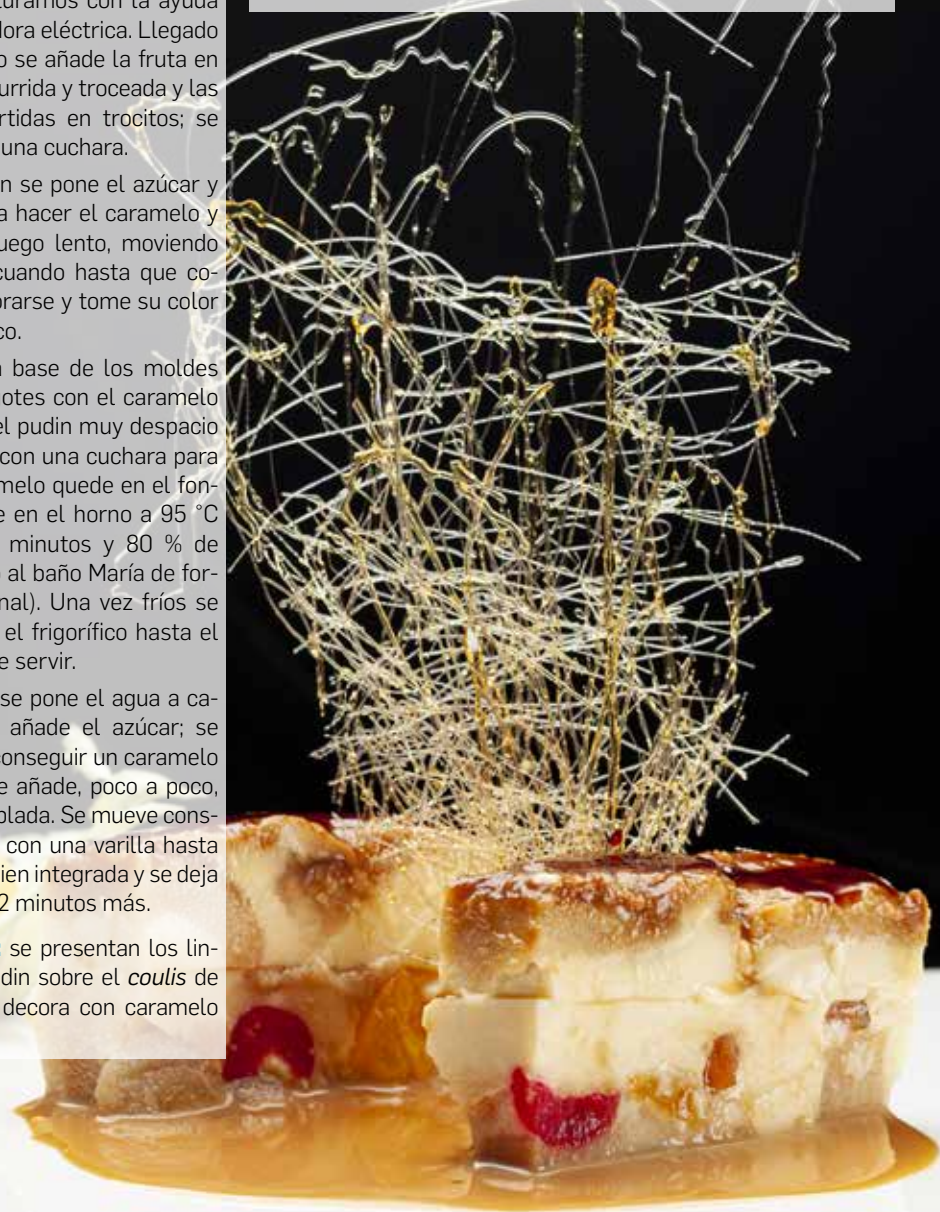 turamos con la ayuda
dora eléctrica. Llegado
o se añade la fruta en
urrida y troceada y las
rtidas en trocitos; se
una cuchara.
n se pone el azúcar y
a hacer el caramelo y
uego lento, moviendo
cuando hasta que co-
orarse y tome su color
co.
a base de los moldes
otes con el caramelo
el pudin muy despacio
con una cuchara para
melo quede en el fon-
e en el horno a 95 °C
minutos y 80 % de
o al baño María de for-
nal). Una vez fríos se
el frigorífico hasta el
e servir.
se pone el agua a ca-
añade el azúcar; se
conseguir un caramelo
e añade, poco a poco,
olada. Se mueve cons-
con una varilla hasta
ien integrada y se deja
2 minutos más.
se presentan los lin-
din sobre el coulis de
decora con caramelo